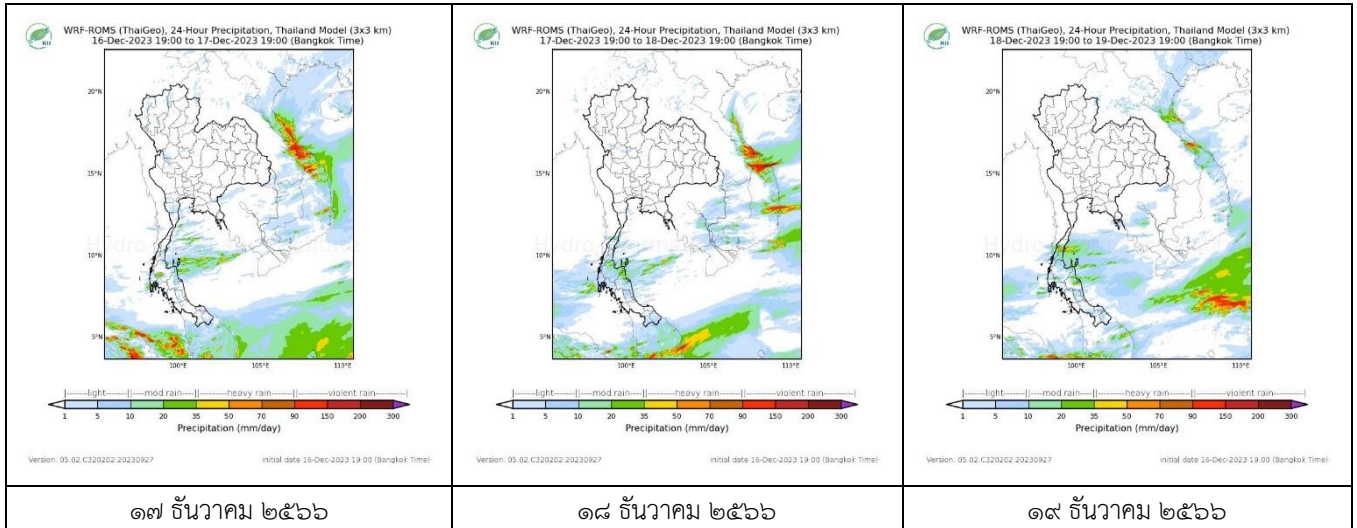 WRF-ROMS (ThaiGeo), 24-Hour Precipitation, Thailand Model (3x3 km)
16-Dec-2023 19:00 to 17-Dec-2023 19:00 (Bangkok Time)
20°N
15°N
10°N
5°N
100°E 105°E 110°E
light mod rain heavy rain violent rain
1 5 10 20 35 50 70 90 150 200 300
Precipitation (mm/day)
Version: 05.02.C320202.20230927 initial date 16-Dec-2023 19:00 (Bangkok Time)
๑๗ ธันวาคม ๒๕๖๖
WRF-ROMS (ThaiGeo), 24-Hour Precipitation, Thailand Model (3x3 km)
17-Dec-2023 19:00 to 18-Dec-2023 19:00 (Bangkok Time)
20°N
15°N
10°N
5°N
100°E 105°E 110°E
light mod rain heavy rain violent rain
1 5 10 20 35 50 70 90 150 200 300
Precipitation (mm/day)
Version: 05.02.C320202.20230927 initial date 16-Dec-2023 19:00 (Bangkok Time)
๑๘ ธันวาคม ๒๕๖๖
WRF-ROMS (ThaiGeo), 24-Hour Precipitation, Thailand Model (3x3 km)
18-Dec-2023 19:00 to 19-Dec-2023 19:00 (Bangkok Time)
20°N
15°N
10°N
5°N
100°E 105°E 110°E
light mod rain heavy rain violent rain
1 5 10 20 35 50 70 90 150 200 300
Precipitation (mm/day)
Version: 05.02.C320202.20230927 initial date 16-Dec-2023 19:00 (Bangkok Time)
๑๙ ธันวาคม ๒๕๖๖